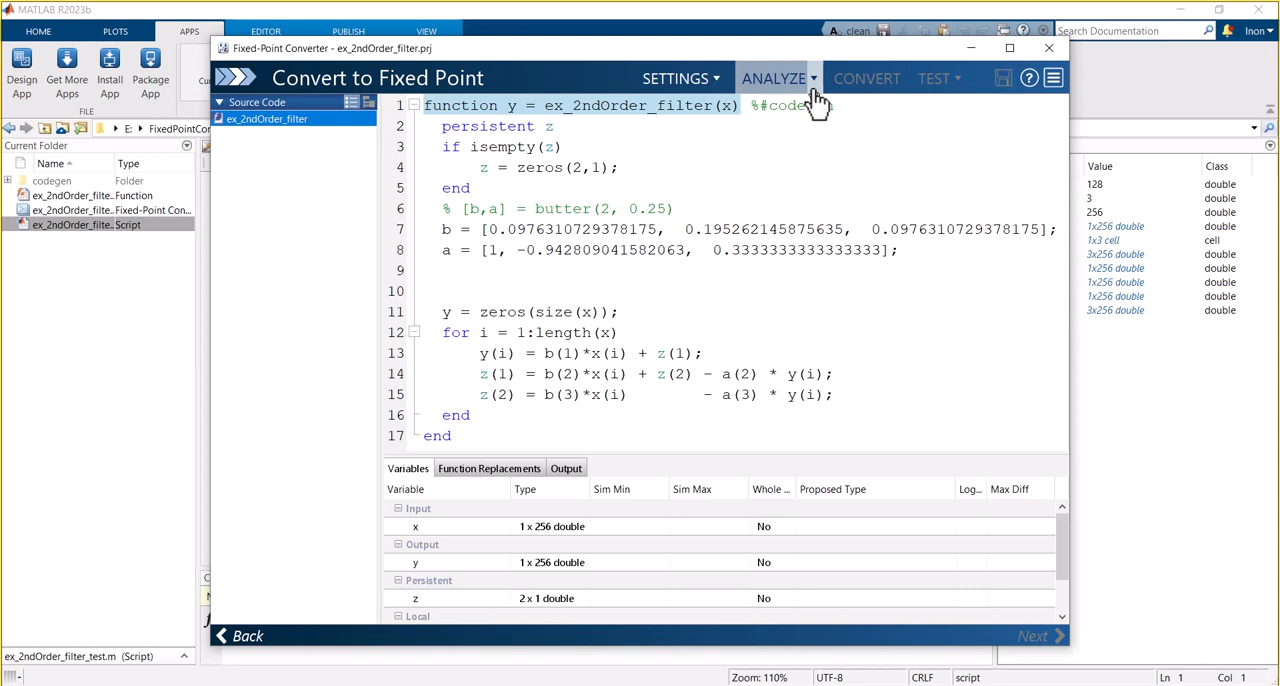 MATLAB R2023b
HOME PLOTS APPS EDITOR PUBLISH VIEW
clean
Search Documentation
Inon
Design App
Get More Apps
Install App
Package App
FILE
E: FixedPointCor
Current Folder
Name Type
codegen Folder
ex_2ndOrder_filte... Function
ex_2ndOrder_filte... Fixed-Point Con...
ex_2ndOrder_filte... Script
ex_2ndOrder_filter_test.m (Script)
Fixed-Point Converter - ex_2ndOrder_filter.prj
Convert to Fixed Point
SETTINGS ANALYZE CONVERT TEST
Source Code
ex_2ndOrder_filter
1 function y = ex_2ndOrder_filter(x) %#code
2 persistent z
3 if isempty(z)
4 z = zeros(2,1);
5 end
6 % [b,a] = butter(2, 0.25)
7 b = [0.0976310729378175, 0.195262145875635, 0.0976310729378175];
8 a = [1, -0.942809041582063, 0.3333333333333333];
9
10
11 y = zeros(size(x));
12 for i = 1:length(x)
13 y(i) = b(1)*x(i) + z(1);
14 z(1) = b(2)*x(i) + z(2) - a(2) * y(i);
15 z(2) = b(3)*x(i) - a(3) * y(i);
16 end
17 end
Variables Function Replacements Output
Variable Type Sim Min Sim Max Whole ... Proposed Type Log... Max Diff
Input
x 1 x 256 double No
Output
y 1 x 256 double No
Persistent
z 2 x 1 double No
Local
Back Next
Value Class
128 double
3 double
256 double
1x256 double double
1x3 cell cell
3x256 double double
1x256 double double
1x256 double double
1x256 double double
3x256 double double
Zoom: 110% UTF-8 CRLF script Ln 1 Col 1